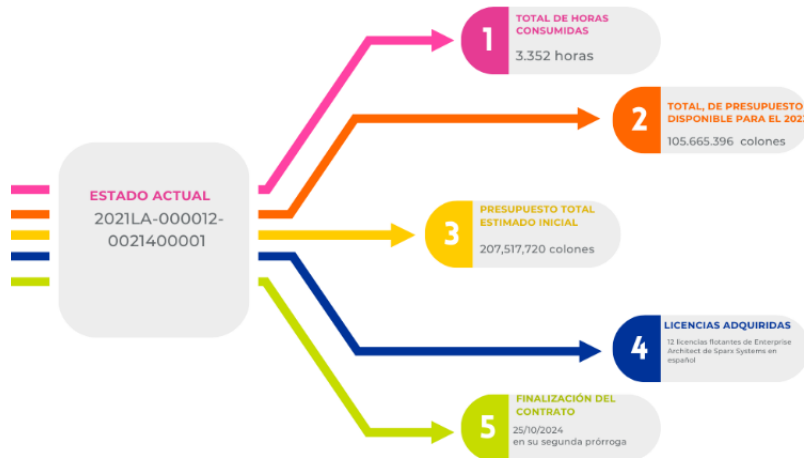 ESTADO ACTUAL
2021LA-000012-
0021400001
1
TOTAL DE HORAS
CONSUMIDAS
3.352 horas
2
TOTAL, DE PRESUPUESTO
DISPONIBLE PARA EL
105.665.396 colones
3
PRESUPUESTO TOTAL
ESTIMADO INICIAL
207,517,720 colones
4
LICENCIAS ADQUIRIDAS
12 licencias flotantes de Enterprise
Architect de Sparx Systems en
español
5
FINALIZACIÓN DEL
CONTRATO
25/10/2024
en su segunda prórroga